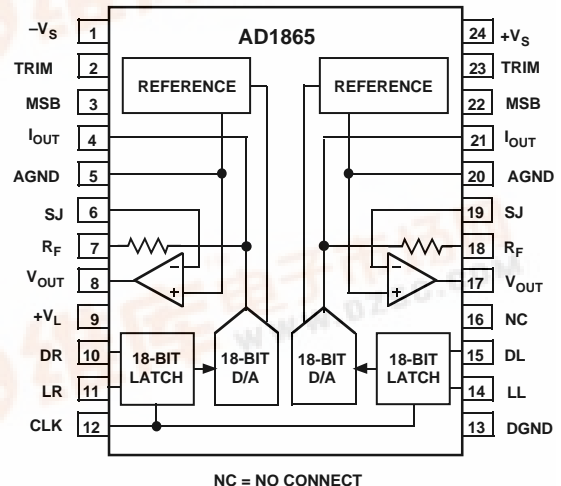 AD1865
−VS 1
TRIM 2
MSB 3
IOUT 4
AGND 5
SJ 6
RF 7
VOUT 8
+VL 9
DR 10
LR 11
CLK 12
24 +VS
23 TRIM
22 MSB
21 IOUT
20 AGND
19 SJ
18 RF
17 VOUT
16 NC
15 DL
14 LL
13 DGND
REFERENCE
REFERENCE
−
+
−
+
18-BIT
LATCH
18-BIT
D/A
18-BIT
D/A
18-BIT
LATCH
NC = NO CONNECT